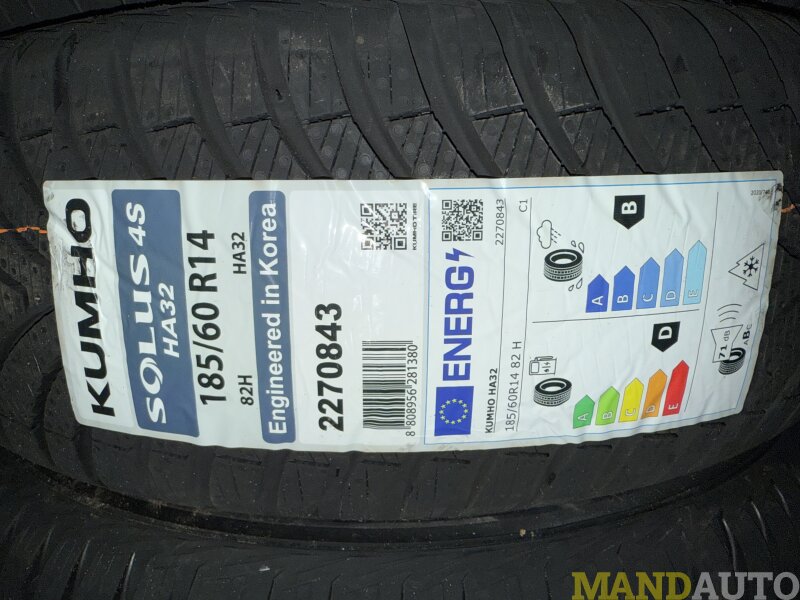 KUMHO
SOLUS 4S
HA32
185/60 R14
82H
HA32
Engineered in Korea
2270843
KUMHO TIRE
8 808956 281380
ENERG
2270843
KUMHO HA32
185/60R14 82 H
C1
B
A
B
C
D
E
D
A
B
C
D
E
71 dB
ABC
MANDAUTO